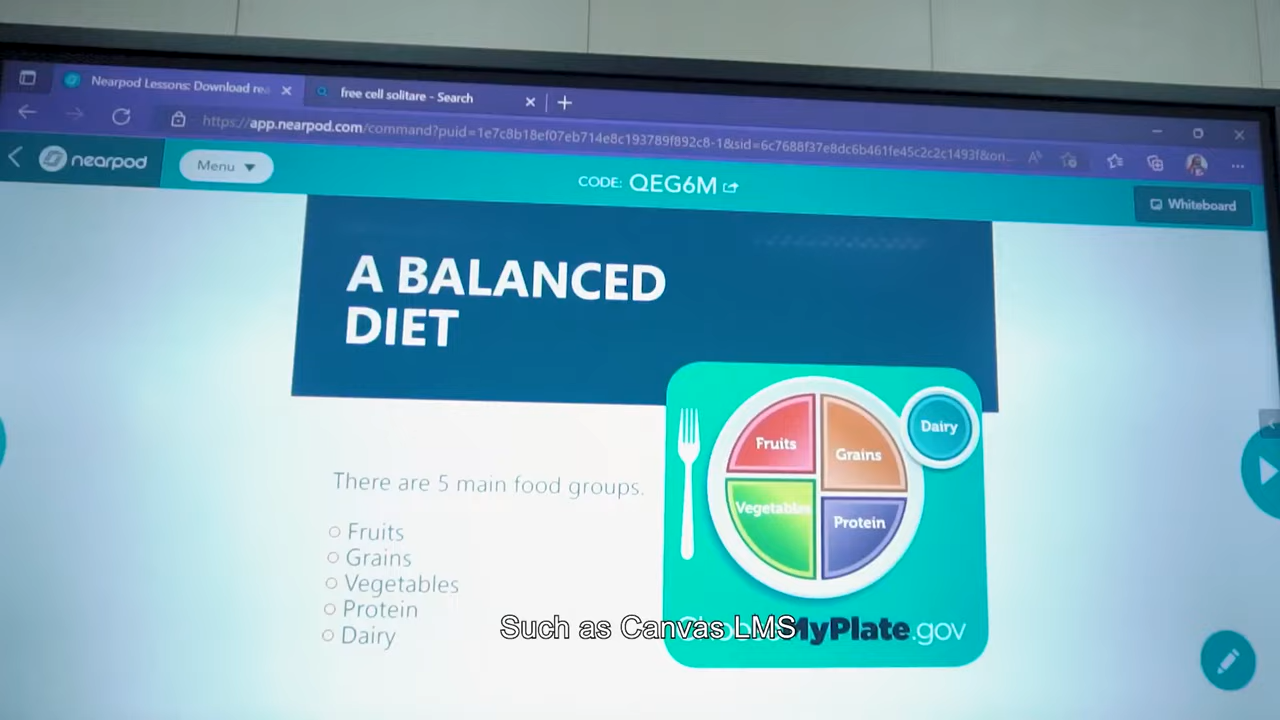 Nearpod Lessons: Download rea
free cell solitare - Search
https://app.nearpod.com/command?puid=1e7c8b18ef07eb714e8c193789f892c8-1&sid=6c7688f37e8dc6b461fe45c2c2c1493f&on...
nearpod
Menu
CODE: QEG6M
Whiteboard
A BALANCED
DIET
There are 5 main food groups.
Fruits
Grains
Vegetables
Protein
Dairy
Fruits
Grains
Dairy
Vegetables
Protein
MyPlate.gov
Such as Canvas LMS